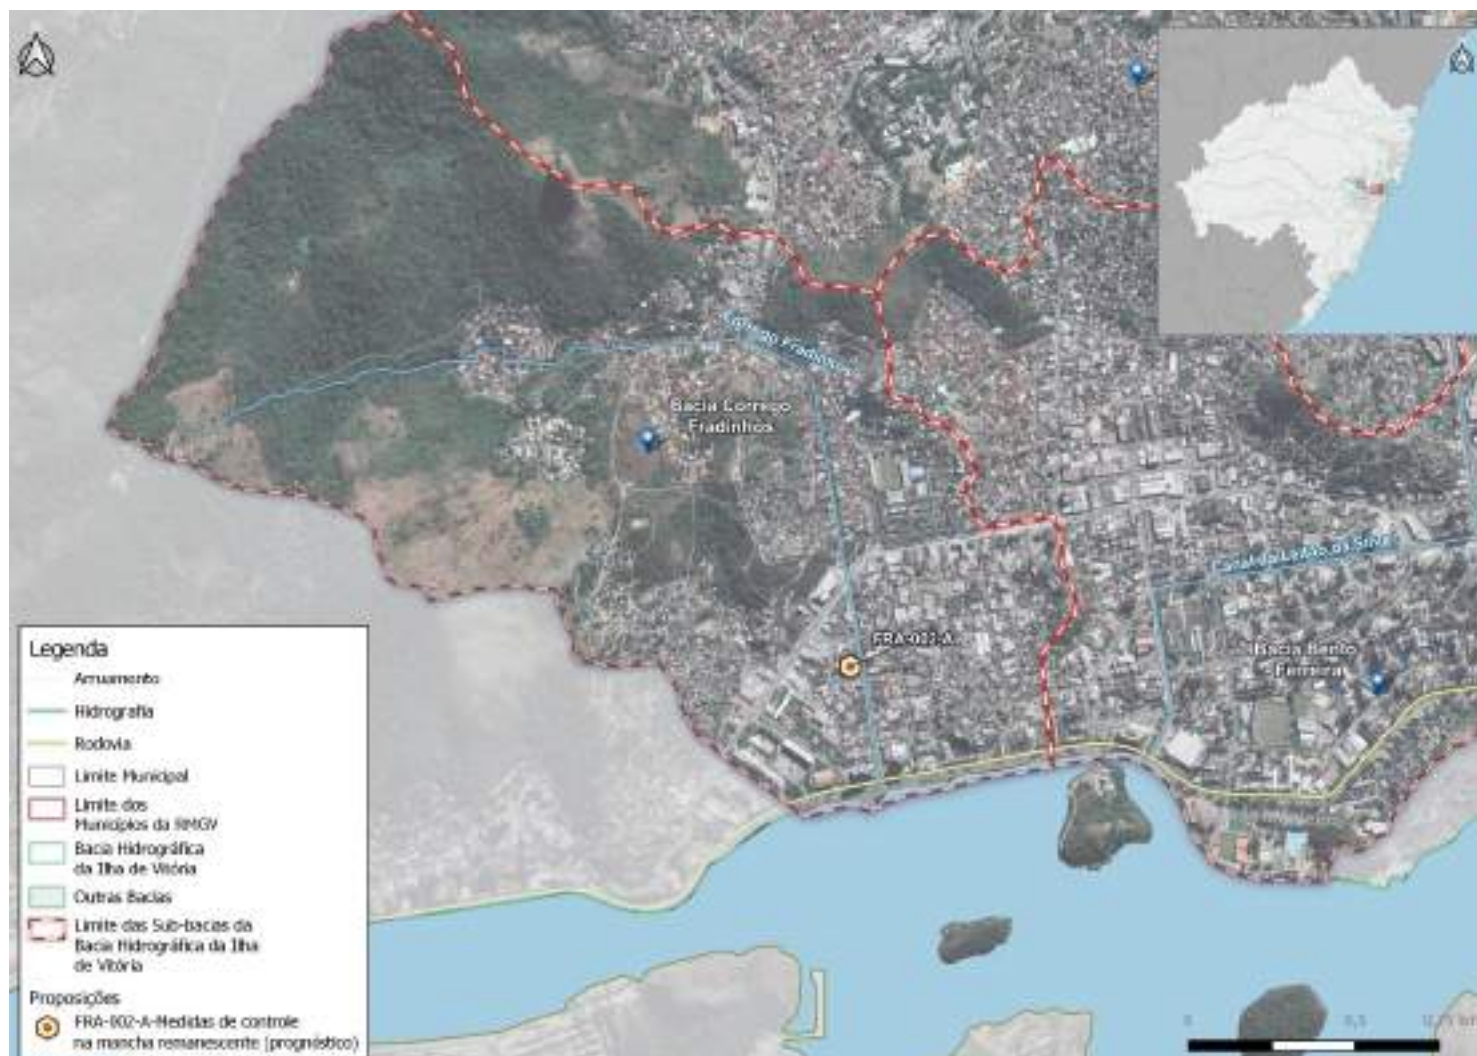 Córrego Fradinhos
Bacia Córrego
Fradinhos
FRA-002-A
Bacia Bento
Ferreira
Legenda
Arruamento
Hidrografia
Rodovia
Limite Municipal
Limite dos
Municípios da RMGV
Bacia Hidrográfica
da Ilha de Vitória
Outras Bacias
Limite das Sub-bacias da
Bacia Hidrográfica da Ilha
de Vitória
Proposições
FRA-002-A-Medidas de controle
na mancha remanescente (prognóstico)
0